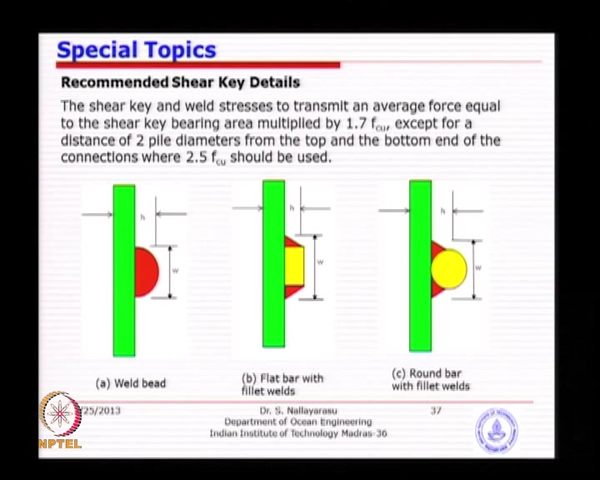 Special Topics
Recommended Shear Key Details
The shear key and weld stresses to transmit an average force equal
to the shear key bearing area multiplied by 1.7 fcu, except for a
distance of 2 pile diameters from the top and the bottom end of the
connections where 2.5 fcu should be used.
h
w
h
w
h
w
(a) Weld bead
(b) Flat bar with
fillet welds
(c) Round bar
with fillet welds
/25/2013
Dr. S. Nallayarasu
Department of Ocean Engineering
Indian Institute of Technology Madras-36
37
NPTEL